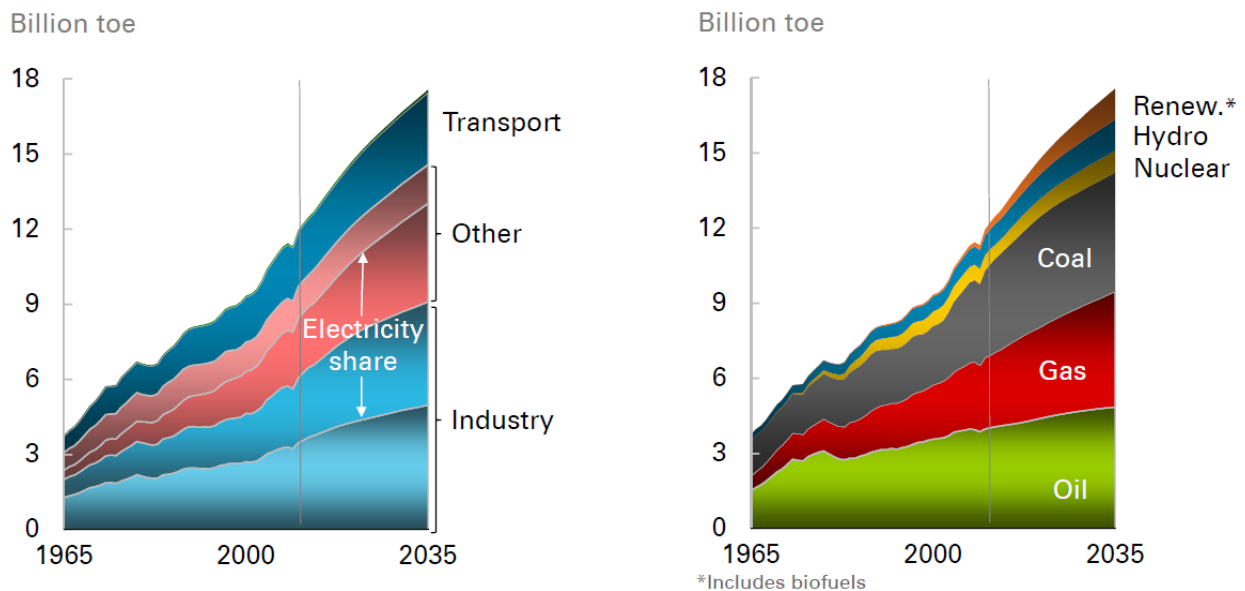 Billion toe
18
15
12
9
6
3
0
1965
2000
2035
Transport
Other
Electricity
share
Industry
Billion toe
18
15
12
9
6
3
0
1965
2000
2035
Renew.*
Hydro
Nuclear
Coal
Gas
Oil
*Includes biofuels